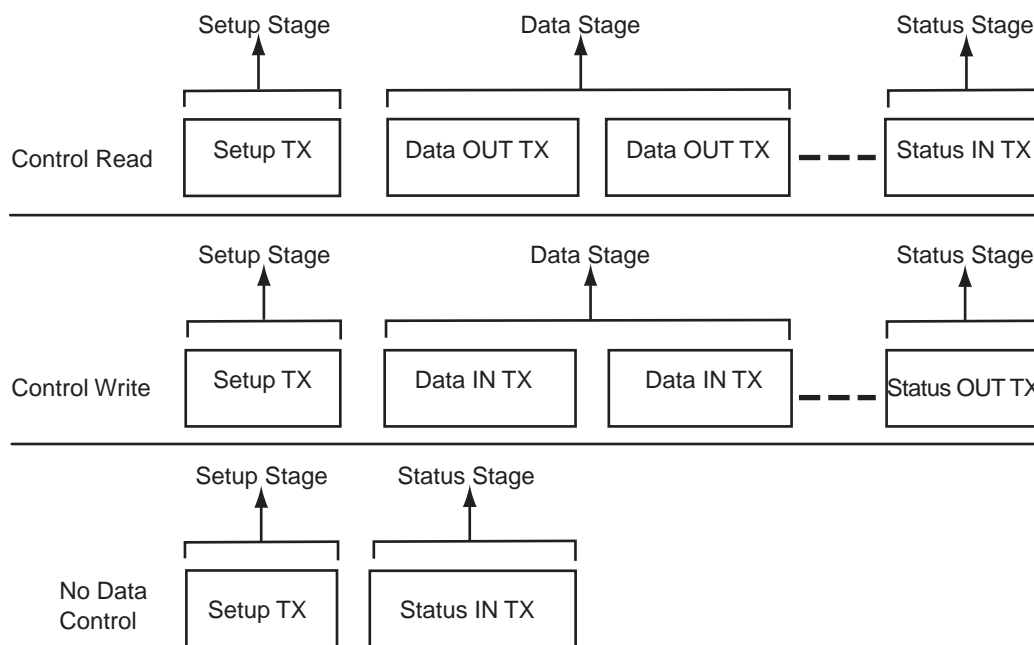 Setup Stage Data Stage Status Stage
Control Read Setup TX Data OUT TX Data OUT TX Status IN TX
Setup Stage Data Stage Status Stage
Control Write Setup TX Data IN TX Data IN TX Status OUT TX
Setup Stage Status Stage
No Data
Control
Setup TX Status IN TX